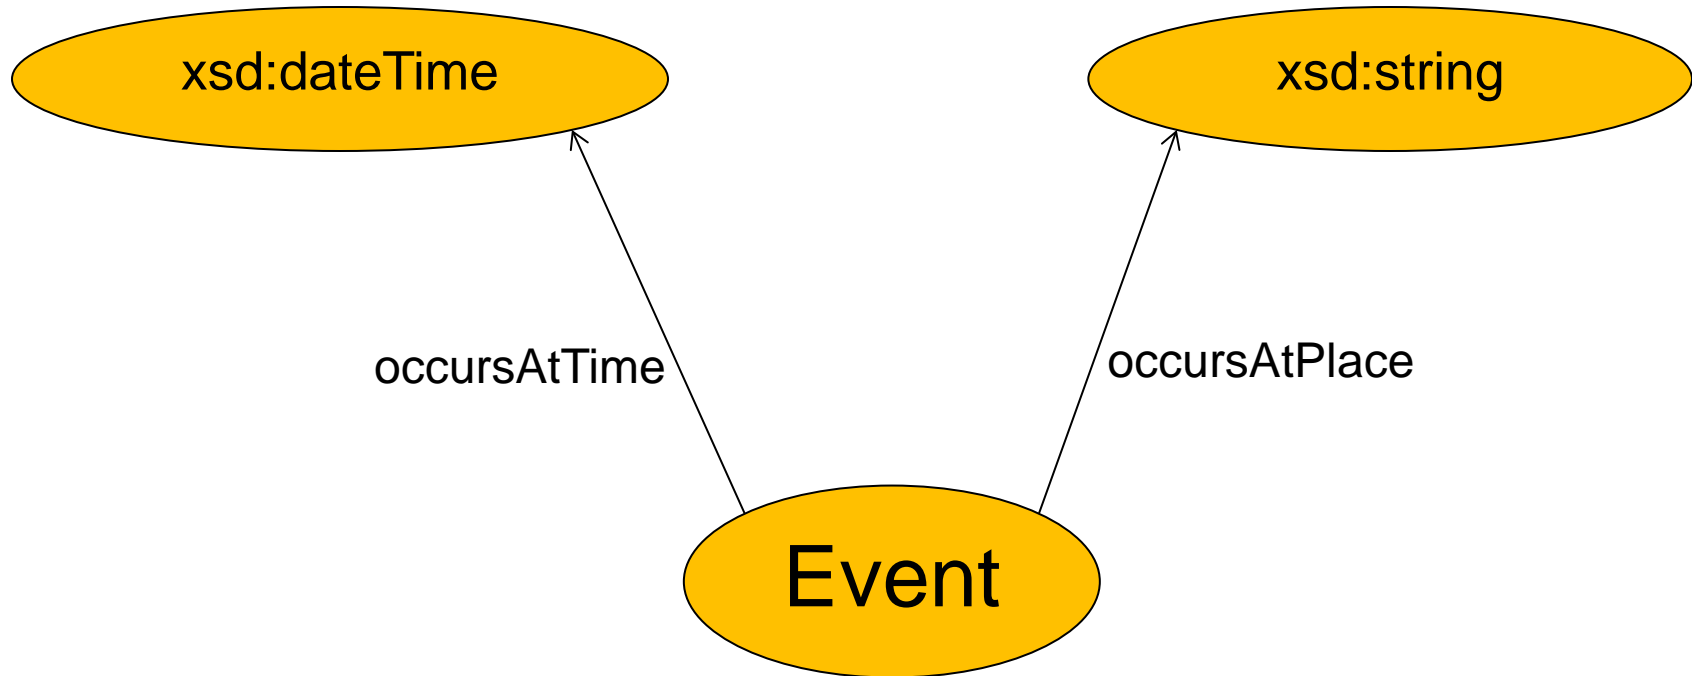 xsd:dateTime
xsd:string
occursAtTime
occursAtPlace
Event